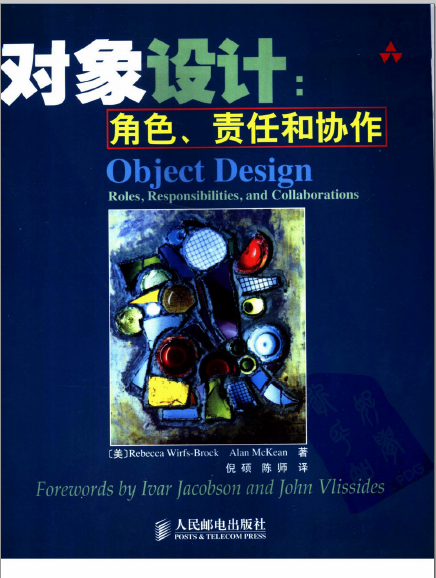 对象设计：
角色、责任和协作
Object Design
Roles, Responsibilities, and Collaborations
〔美〕Rebecca Wirfs-Brock Alan McKean 著
倪硕 陈师 译
Forewords by Ivar Jacobson and John Vlissides
人民邮电出版社
POSTS & TELECOM PRESS
PDG